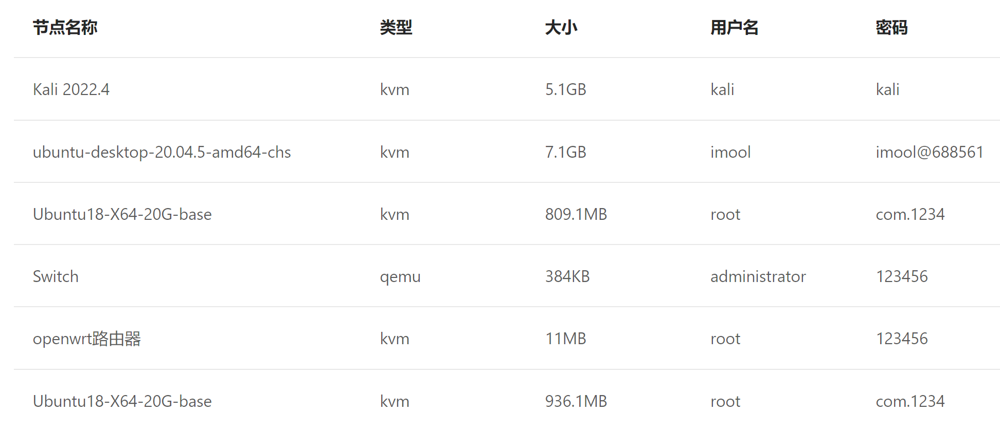 节点名称 类型 大小 用户名 密码
Kali 2022.4 kvm 5.1GB kali kali
ubuntu-desktop-20.04.5-amd64-chs kvm 7.1GB imool imool@688561
Ubuntu18-X64-20G-base kvm 809.1MB root com.1234
Switch qemu 384KB administrator 123456
openwrt路由器 kvm 11MB root 123456
Ubuntu18-X64-20G-base kvm 936.1MB root com.1234